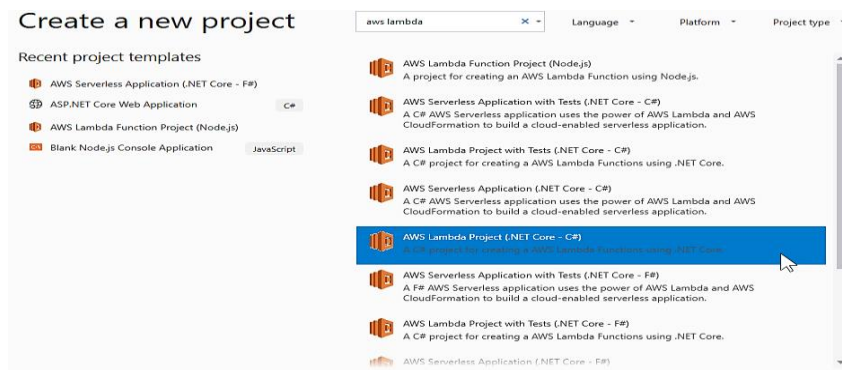 Create a new project
aws lambda
Language
Platform
Project type
Recent project templates
AWS Serverless Application (.NET Core - F#)
ASP.NET Core Web Application
C#
AWS Lambda Function Project (Node.js)
Blank Node.js Console Application
JavaScript
AWS Lambda Function Project (Node.js)
A project for creating an AWS Lambda Function using Node.js.
AWS Serverless Application with Tests (.NET Core - C#)
A C# AWS Serverless application uses the power of AWS Lambda and AWS
CloudFormation to build a cloud-enabled serverless application.
AWS Lambda Project with Tests (.NET Core - C#)
A C# project for creating a AWS Lambda Functions using .NET Core.
AWS Serverless Application (.NET Core - C#)
A C# AWS Serverless application uses the power of AWS Lambda and AWS
CloudFormation to build a cloud-enabled serverless application.
AWS Lambda Project (.NET Core - C#)
A C# project for creating a AWS Lambda Functions using .NET Core.
AWS Serverless Application with Tests (.NET Core - F#)
A F# AWS Serverless application uses the power of AWS Lambda and AWS
CloudFormation to build a cloud-enabled serverless application.
AWS Lambda Project with Tests (.NET Core - F#)
A C# project for creating a AWS Lambda Functions using .NET Core.
AWS Serverless Application (.NET Core - F#)